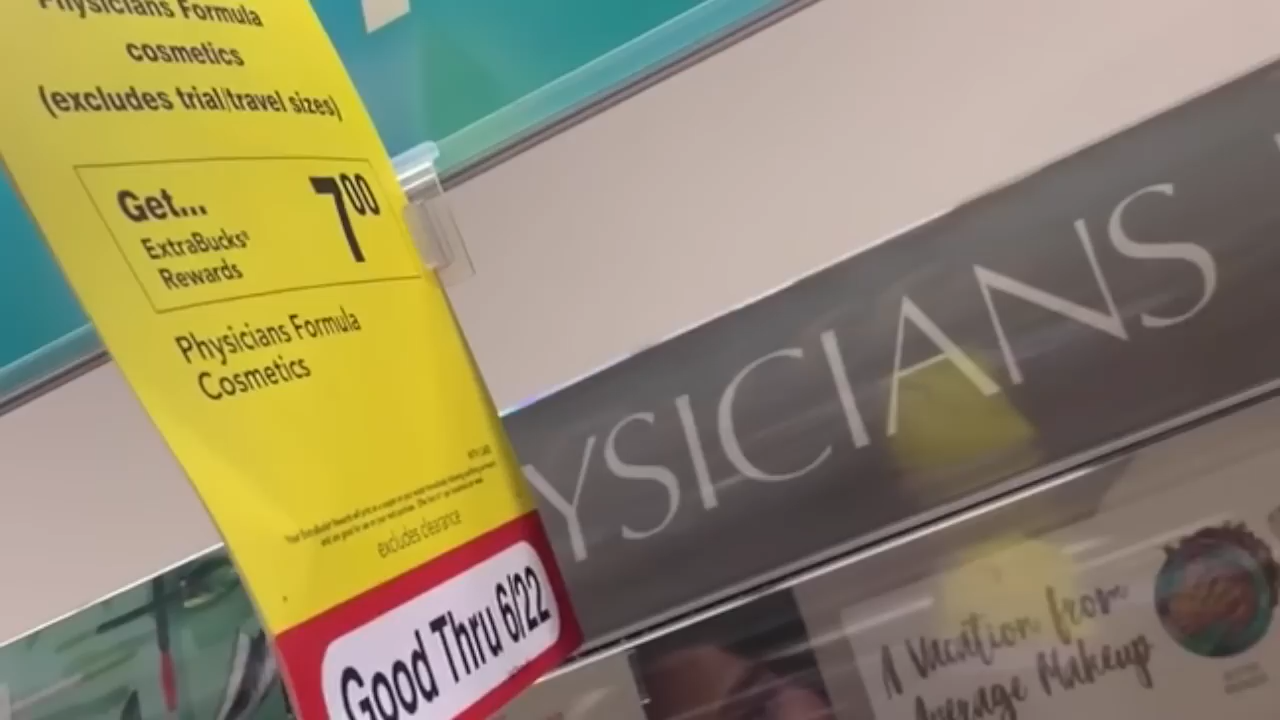 Physicians Formula
cosmetics
(excludes trial/travel sizes)
Get... 7.00
ExtraBucks®
Rewards
Physicians Formula
Cosmetics
excludes clearance
Good Thru 6/22
YSICIANS
A Vacation from
Average Makeup